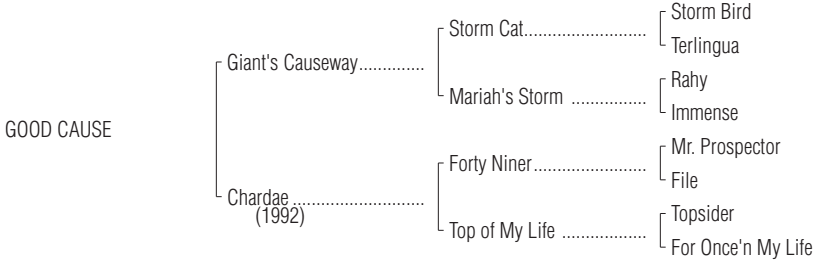 Storm Bird
Storm Cat..........................
Terlingua
Giant's Causeway..............
Rahy
Mariah's Storm ................
Immense
GOOD CAUSE
Mr. Prospector
Forty Niner........................
File
Chardae ............................
(1992)
Topsider
Top of My Life ..................
For Once'n My Life